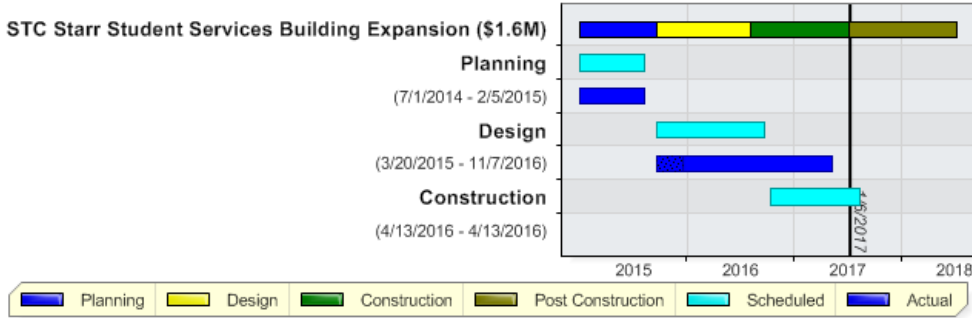 STC Starr Student Services Building Expansion ($1.6M)
Planning
(7/1/2014 - 2/5/2015)
Design
(3/20/2015 - 11/7/2016)
Construction
(4/13/2016 - 4/13/2016)
2015 2016 2017 2018
Planning Design Construction Post Construction Scheduled Actual